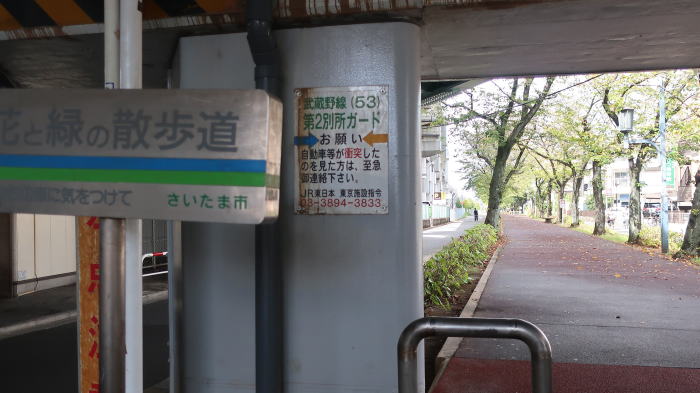 花と緑の散歩道
に気をつけて
さいたま市
武蔵野線(53)
第2別所ガード
お願い
自動車等が衝突した
のを見た方は、至急
御連絡下さい。
JR東日本 東京施設指令
03-3894-3833